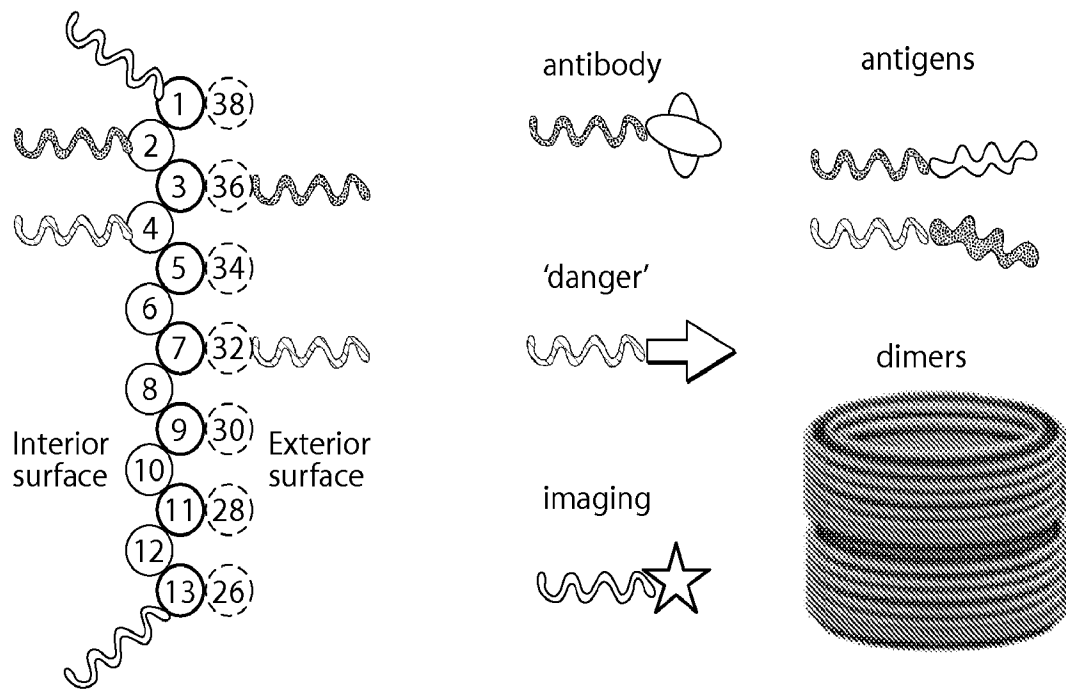 1 38
2
3 36
4
5 34
6
7 32
8
9 30
10
11 28
12
13 26
Interior
surface
Exterior
surface
antibody
antigens
'danger'
dimers
imaging